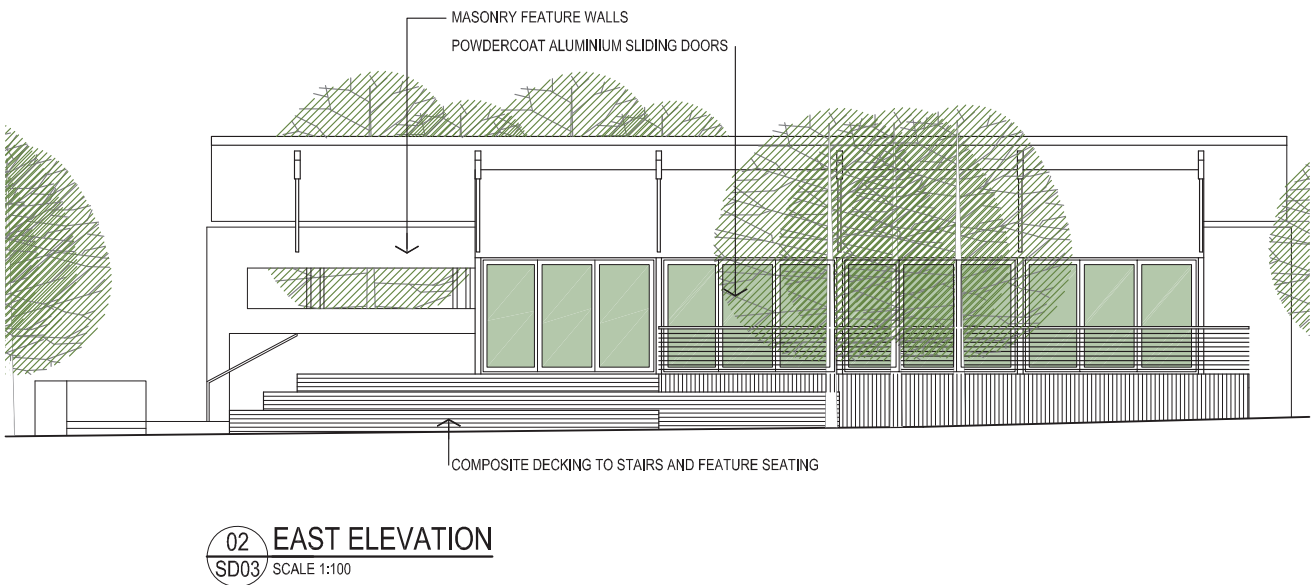 MASONRY FEATURE WALLS
POWDERCOAT ALUMINIUM SLIDING DOORS
COMPOSITE DECKING TO STAIRS AND FEATURE SEATING
02
SD03
EAST ELEVATION
SCALE 1:100